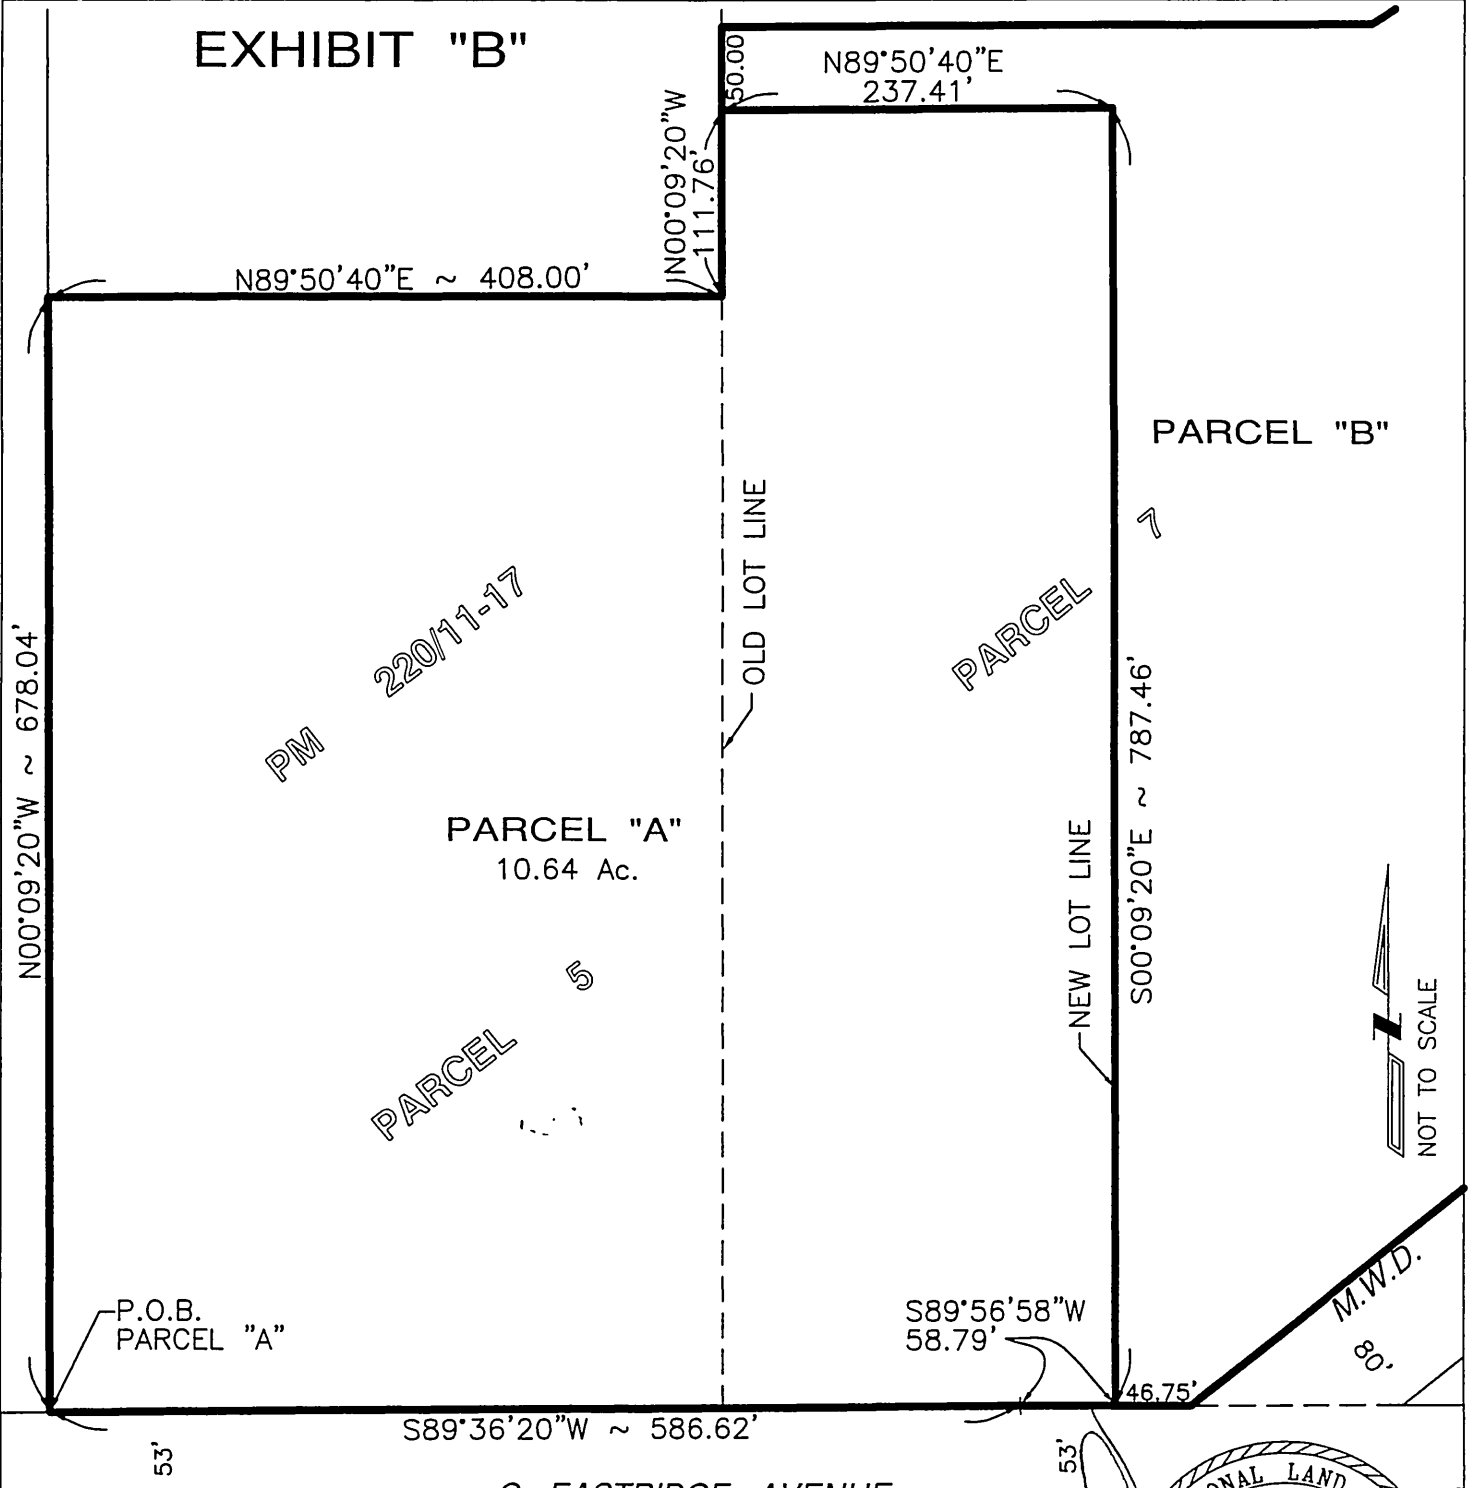 EXHIBIT "B"
50.00
N89°50'40"E
237.41'
N00°09'20"W
111.76'
N89°50'40"E ~ 408.00'
PARCEL "B"
7
OLD LOT LINE
PM 220/11-17
PARCEL
N00°09'20"W ~ 678.04'
S00°09'20"E ~ 787.46'
PARCEL "A"
10.64 Ac.
NEW LOT LINE
5
PARCEL
NOT TO SCALE
P.O.B.
PARCEL "A"
S89°56'58"W
58.79'
M.W.D.
80'
46.75'
S89°36'20"W ~ 586.62'
53'
53'
EASTRIDGE AVENUE
LAND